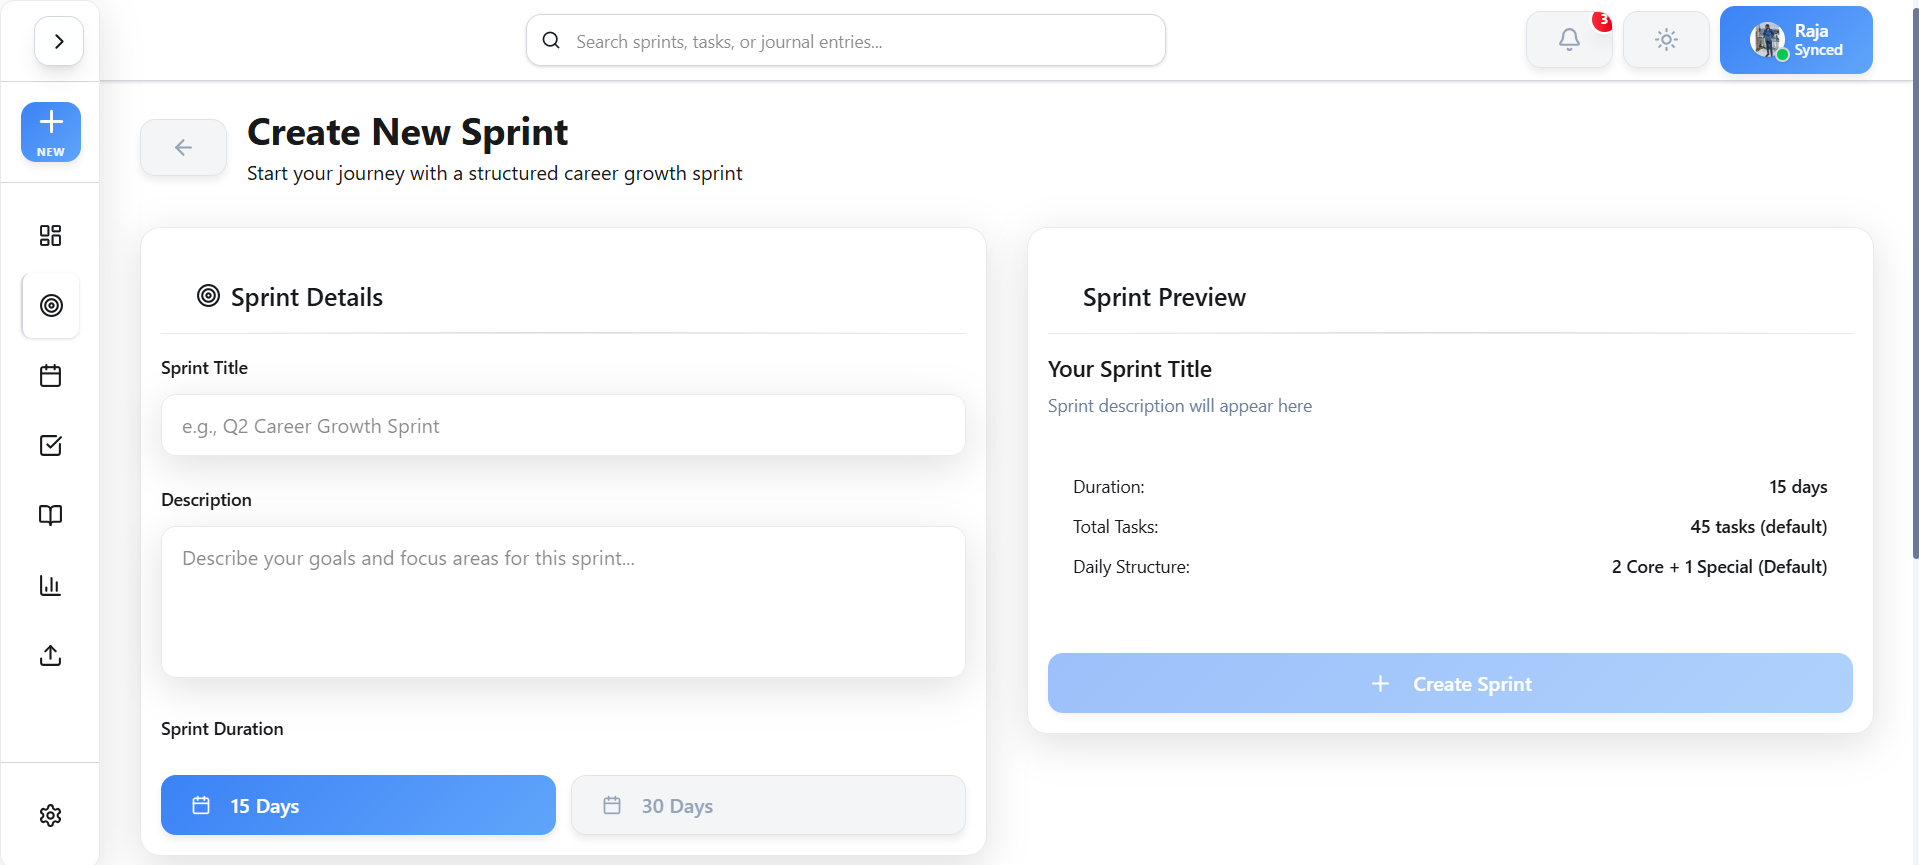 Search sprints, tasks, or journal entries...
3
Raja
Synced
NEW
Create New Sprint
Start your journey with a structured career growth sprint
Sprint Details
Sprint Title
e.g., Q2 Career Growth Sprint
Description
Describe your goals and focus areas for this sprint...
Sprint Duration
15 Days
30 Days
Sprint Preview
Your Sprint Title
Sprint description will appear here
Duration: 15 days
Total Tasks: 45 tasks (default)
Daily Structure: 2 Core + 1 Special (Default)
Create Sprint